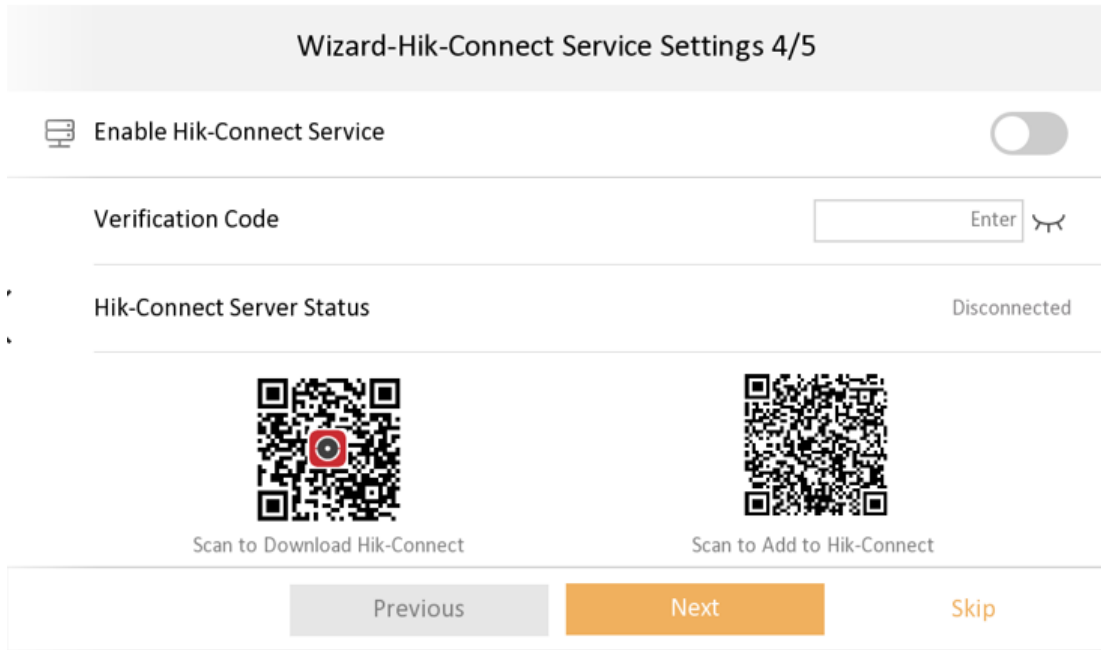 Wizard-Hik-Connect Service Settings 4/5
Enable Hik-Connect Service
Verification Code
Enter
Hik-Connect Server Status
Disconnected
Scan to Download Hik-Connect
Scan to Add to Hik-Connect
Previous
Next
Skip